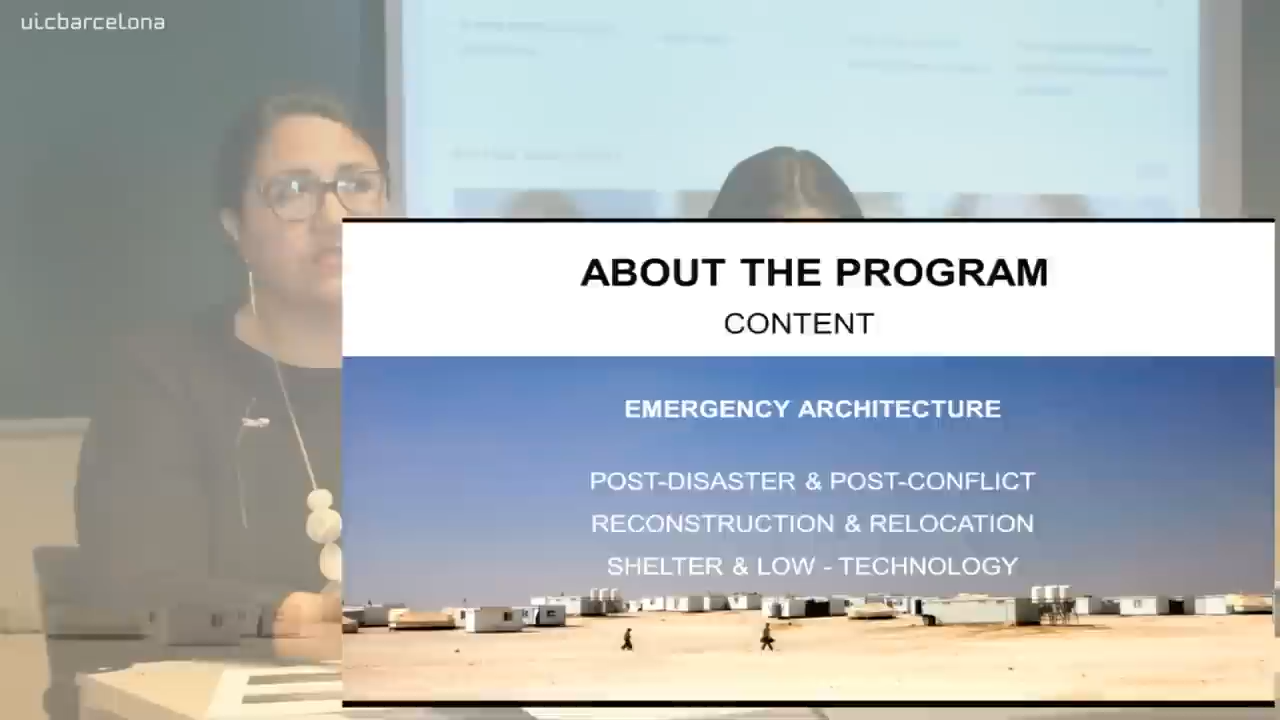 uicbarcelona
ABOUT THE PROGRAM
CONTENT
EMERGENCY ARCHITECTURE
POST-DISASTER & POST-CONFLICT
RECONSTRUCTION & RELOCATION
SHELTER & LOW - TECHNOLOGY